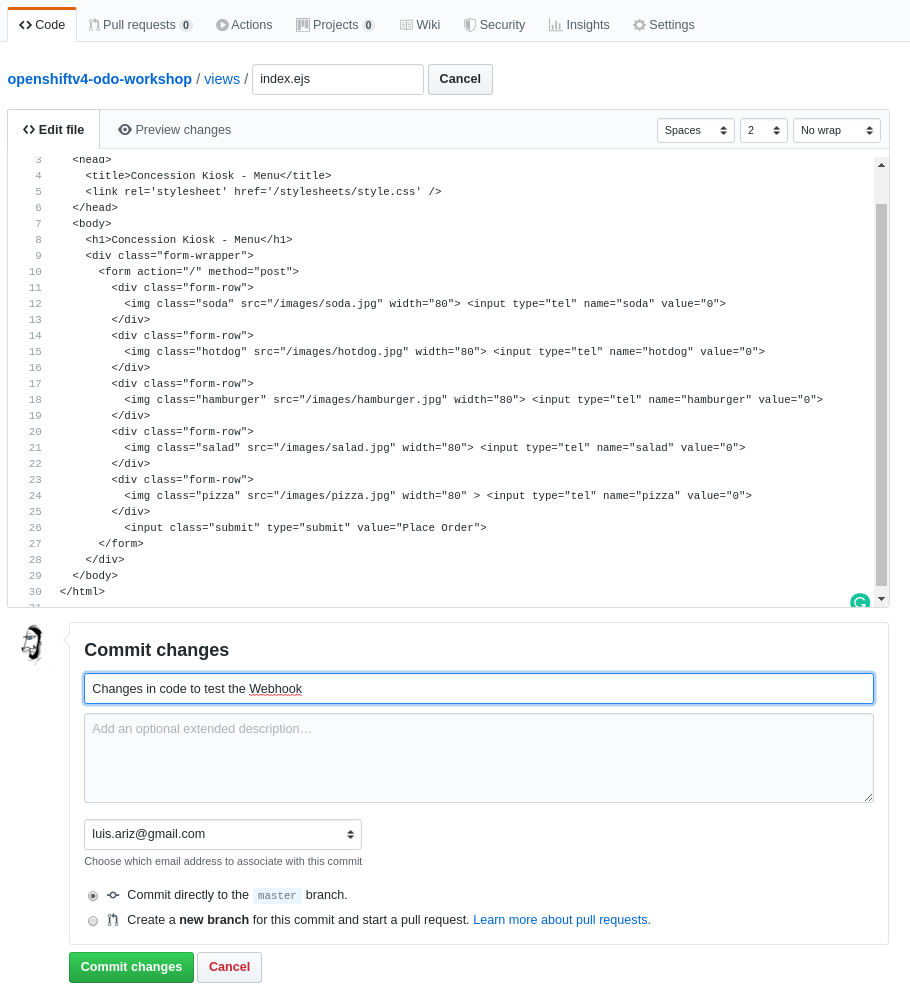 Code Pull requests 0 Actions Projects 0 Wiki Security Insights Settings
openshiftv4-odo-workshop / views / index.ejs Cancel
Edit file Preview changes Spaces 2 No wrap
3 <head>
4 <title>Concession Kiosk - Menu</title>
5 <link rel='stylesheet' href='/stylesheets/style.css' />
6 </head>
7 <body>
8 <h1>Concession Kiosk - Menu</h1>
9 <div class="form-wrapper">
10 <form action="/" method="post">
11 <div class="form-row">
12 <img class="soda" src="/images/soda.jpg" width="80"> <input type="tel" name="soda" value="0">
13 </div>
14 <div class="form-row">
15 <img class="hotdog" src="/images/hotdog.jpg" width="80"> <input type="tel" name="hotdog" value="0">
16 </div>
17 <div class="form-row">
18 <img class="hamburger" src="/images/hamburger.jpg" width="80"> <input type="tel" name="hamburger" value="0">
19 </div>
20 <div class="form-row">
21 <img class="salad" src="/images/salad.jpg" width="80"> <input type="tel" name="salad" value="0">
22 </div>
23 <div class="form-row">
24 <img class="pizza" src="/images/pizza.jpg" width="80" > <input type="tel" name="pizza" value="0">
25 </div>
26 <input class="submit" type="submit" value="Place Order">
27 </form>
28 </div>
29 </body>
30 </html>
31
Commit changes
Changes in code to test the Webhook
Add an optional extended description…
luis.ariz@gmail.com
Choose which email address to associate with this commit
Commit directly to the master branch.
Create a new branch for this commit and start a pull request. Learn more about pull requests.
Commit changes Cancel